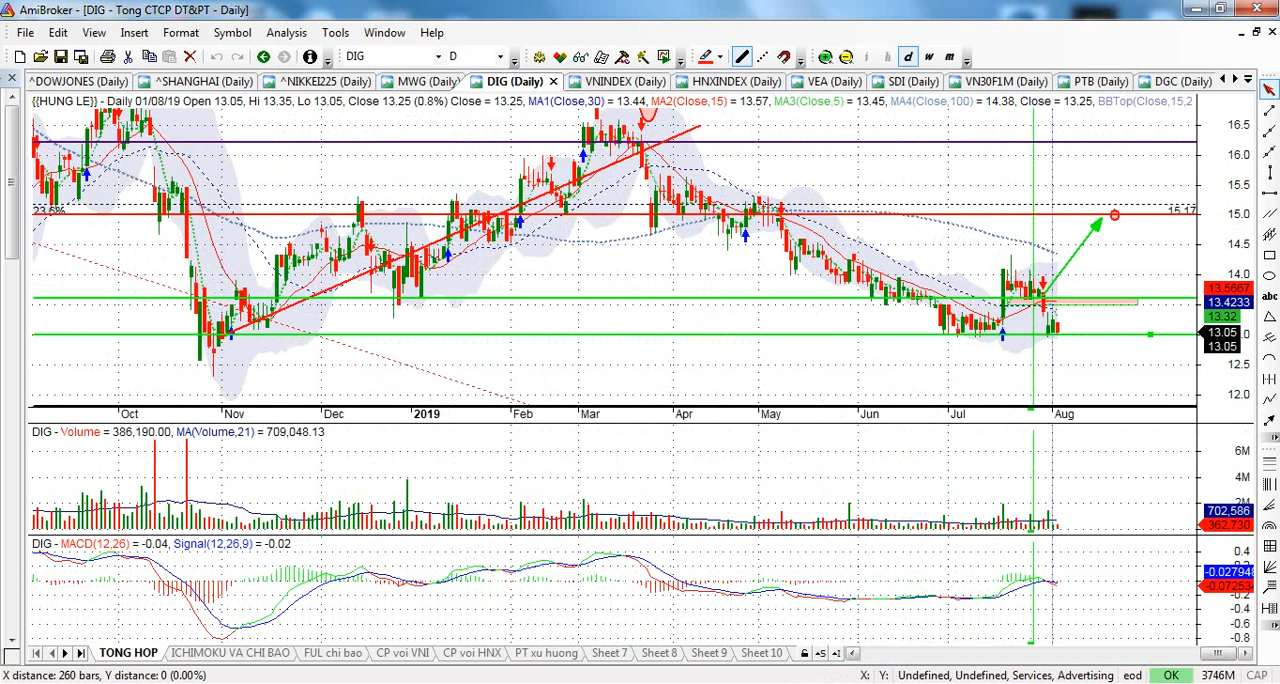 AmiBroker - [DIG - Tong CTCP DT&PT - Daily]
File Edit View Insert Format Symbol Analysis Tools Window Help
DIG D i h d w m
^DOWJONES (Daily) ^SHANGHAI (Daily) ^NIKKEI225 (Daily) MWG (Daily) DIG (Daily) VNINDEX (Daily) HNXINDEX (Daily) VEA (Daily) SDI (Daily) VN30F1M (Daily) PTB (Daily) DGC (Daily)
{{HUNG LE}} - Daily 01/08/19 Open 13.05, Hi 13.35, Lo 13.05, Close 13.25 (0.8%) Close = 13.25, MA1(Close,30) = 13.44, MA2(Close,15) = 13.57, MA3(Close,5) = 13.45, MA4(Close,100) = 14.38, Close = 13.25, BBTop(Close,15,2
16.5
16.0
15.5
23.6% 15.17
15.0
14.5
14.0
13.5667
13.4233
13.32
13.05
13.05
12.5
12.0
abc
Oct Nov Dec 2019 Feb Mar Apr May Jun Jul Aug
DIG - Volume = 386,190.00, MA(Volume,21) = 709,048.13
6M
4M
2M
702,586
362,730
DIG - MACD(12,26) = -0.04, Signal(12,26,9) = -0.02
0.4
-0.02794
-0.07253
-0.2
-0.4
-0.6
-0.8
TONG HOP ICHIMOKU VA CHI BAO FUL chi bao CP voi VNI CP voi HNX PT xu huong Sheet 7 Sheet 8 Sheet 9 Sheet 10
X distance: 260 bars, Y distance: 0 (0.00%) X: Y: Undefined, Undefined, Services, Advertising eod OK 3746M CAP